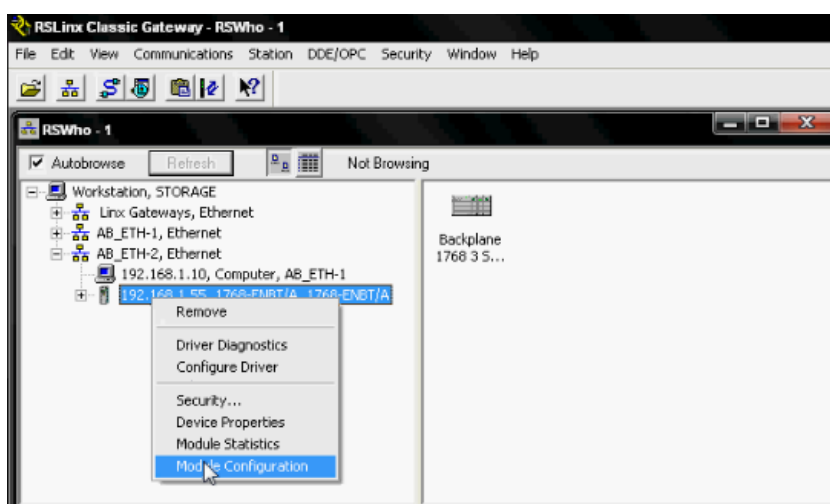 RSLinx Classic Gateway - RSWho - 1
File Edit View Communications Station DDE/OPC Security Window Help
RSWho - 1
Autobrowse Refresh Not Browsing
Workstation, STORAGE
Linx Gateways, Ethernet
AB_ETH-1, Ethernet
AB_ETH-2, Ethernet
192.168.1.10, Computer, AB_ETH-1
192.168.1.55, 1768-ENBT/A, 1768-ENBT/A
Remove
Driver Diagnostics
Configure Driver
Security...
Device Properties
Module Statistics
Module Configuration
Backplane
1768 3 S...